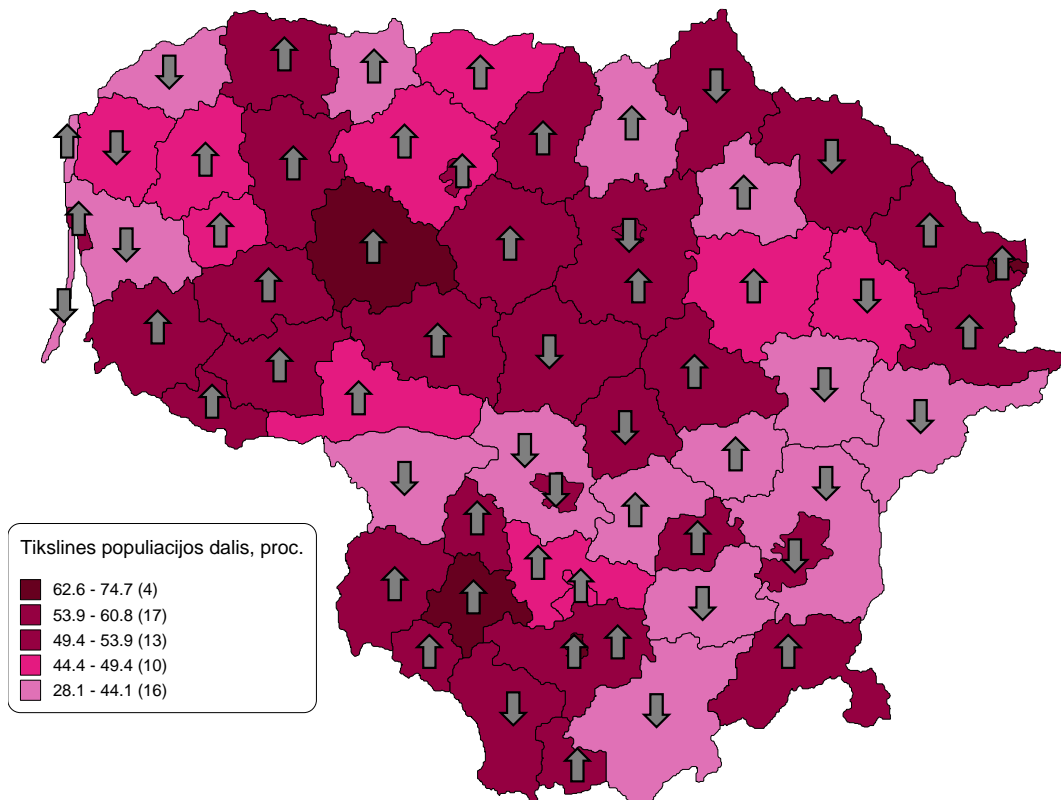 Tikslines populiacijos dalis, proc.
62.6 - 74.7 (4)
53.9 - 60.8 (17)
49.4 - 53.9 (13)
44.4 - 49.4 (10)
28.1 - 44.1 (16)